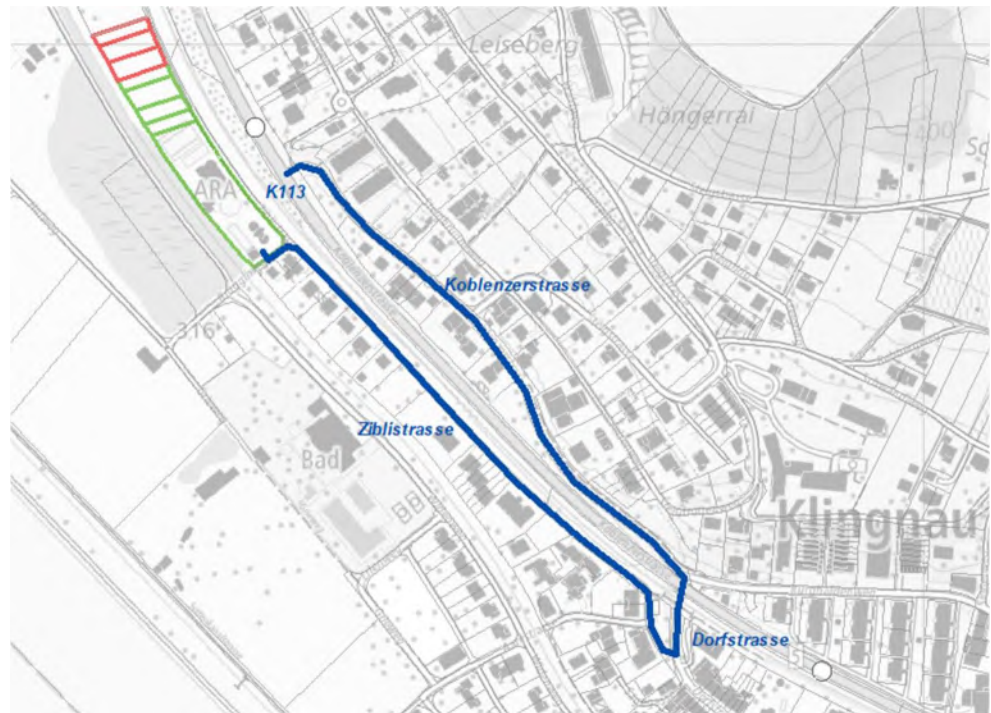 Leiseberg
Höngerrai
400
K113
ARA
Koblenzerstrasse
316
Ziblistrasse
Bad
Klingnau
Dorfstrasse